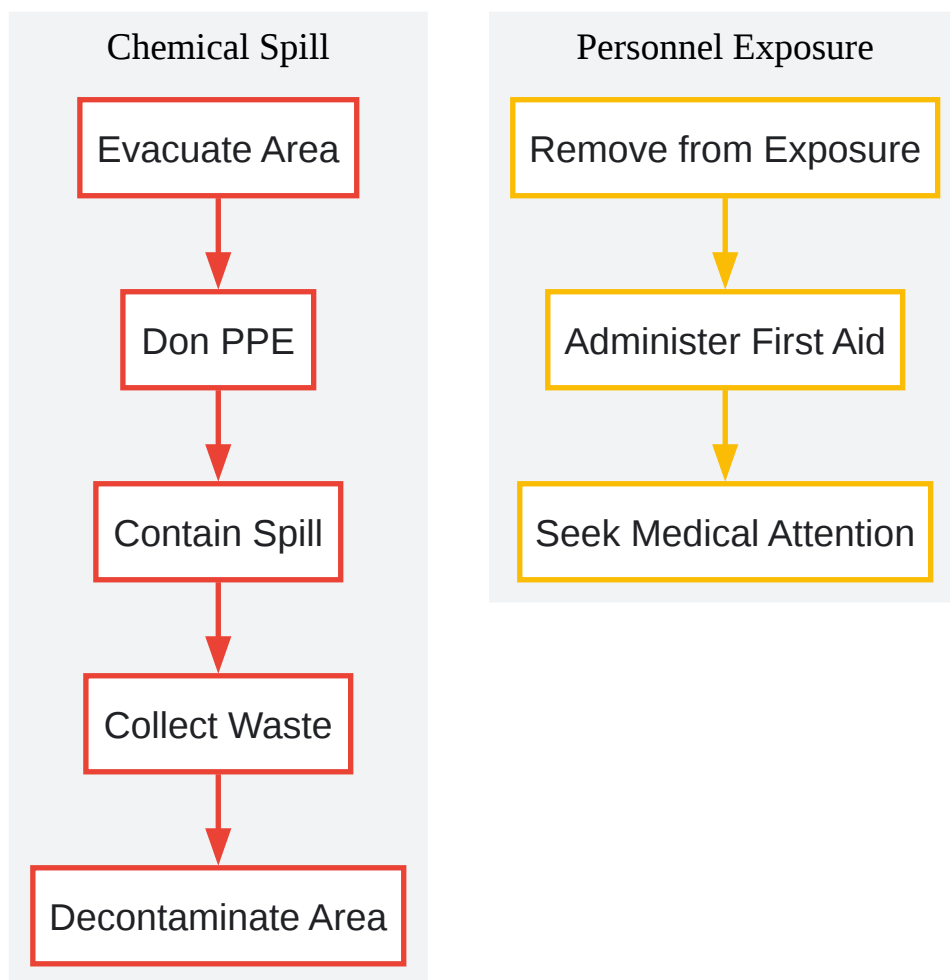 Chemical Spill
Evacuate Area
Don PPE
Contain Spill
Collect Waste
Decontaminate Area
Personnel Exposure
Remove from Exposure
Administer First Aid
Seek Medical Attention